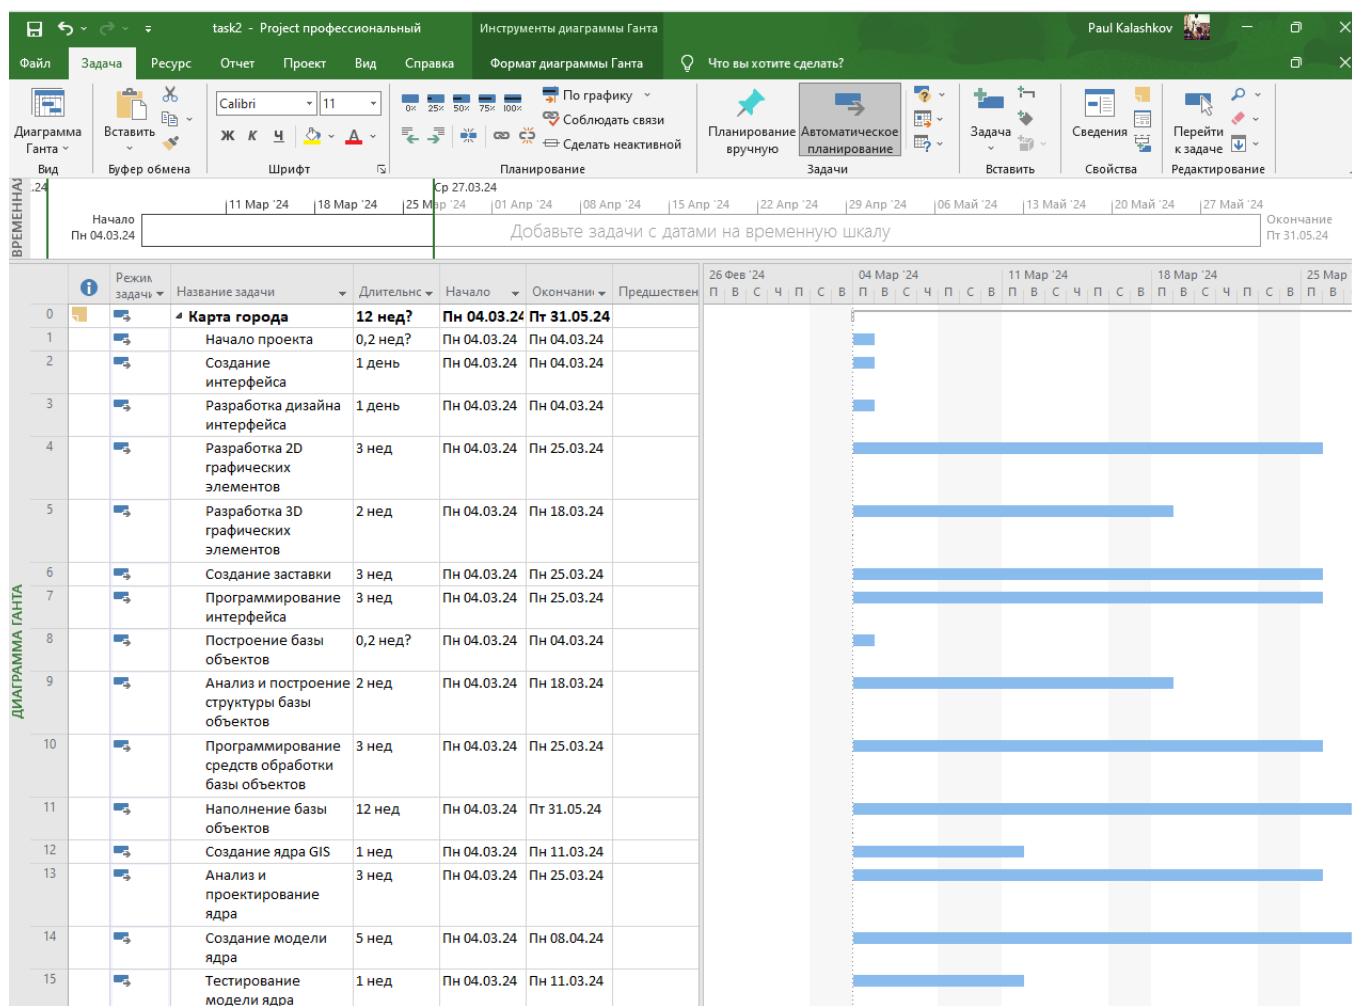 task2 - Project профессиональный
Инструменты диаграммы Ганта
Paul Kalashkov
Файл Задача Ресурс Отчет Проект Вид Справка Формат диаграммы Ганта Что вы хотите сделать?
Диаграмма Ганта
Вид
Вставить
Буфер обмена
Calibri 11
Ж К Ч А
Шрифт
0% 25% 50% 75% 100%
По графику
Соблюдать связи
Сделать неактивной
Планирование
Планирование вручную
Автоматическое планирование
Задачи
Задача
Вставить
Сведения
Свойства
Перейти к задаче
Редактирование
ВРЕМЕННАЯ
.24
Ср 27.03.24
11 Мар '24 18 Мар '24 25 Мар '24 01 Апр '24 08 Апр '24 15 Апр '24 22 Апр '24 29 Апр '24 06 Май '24 13 Май '24 20 Май '24 27 Май '24
Начало
Пн 04.03.24
Добавьте задачи с датами на временную шкалу
Окончание
Пт 31.05.24
Режим задачи Название задачи Длительнс Начало Окончани Предшествен
26 Фев '24 04 Мар '24 11 Мар '24 18 Мар '24 25 Мар
П В С Ч П С В П В С Ч П С В П В С Ч П С В П В С Ч П С В П В
ДИАГРАММА ГАНТА
0 Карта города 12 нед? Пн 04.03.24 Пт 31.05.24
1 Начало проекта 0,2 нед? Пн 04.03.24 Пн 04.03.24
2 Создание интерфейса 1 день Пн 04.03.24 Пн 04.03.24
3 Разработка дизайна интерфейса 1 день Пн 04.03.24 Пн 04.03.24
4 Разработка 2D графических элементов 3 нед Пн 04.03.24 Пн 25.03.24
5 Разработка 3D графических элементов 2 нед Пн 04.03.24 Пн 18.03.24
6 Создание заставки 3 нед Пн 04.03.24 Пн 25.03.24
7 Программирование интерфейса 3 нед Пн 04.03.24 Пн 25.03.24
8 Построение базы объектов 0,2 нед? Пн 04.03.24 Пн 04.03.24
9 Анализ и построение структуры базы объектов 2 нед Пн 04.03.24 Пн 18.03.24
10 Программирование средств обработки базы объектов 3 нед Пн 04.03.24 Пн 25.03.24
11 Наполнение базы объектов 12 нед Пн 04.03.24 Пт 31.05.24
12 Создание ядра GIS 1 нед Пн 04.03.24 Пн 11.03.24
13 Анализ и проектирование ядра 3 нед Пн 04.03.24 Пн 25.03.24
14 Создание модели ядра 5 нед Пн 04.03.24 Пн 08.04.24
15 Тестирование модели ядра 1 нед Пн 04.03.24 Пн 11.03.24